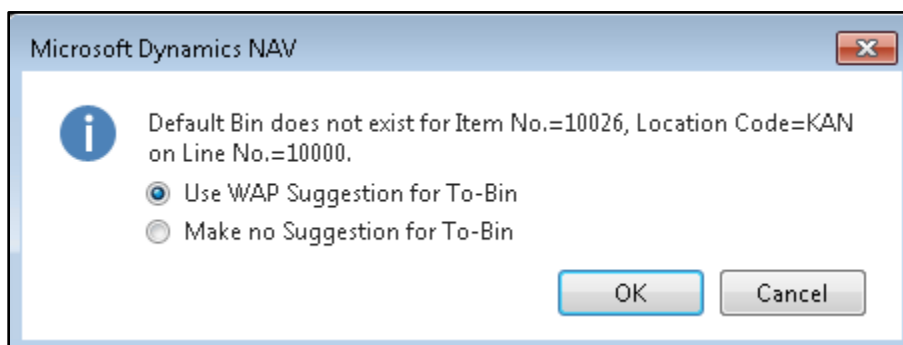 Microsoft Dynamics NAV
Default Bin does not exist for Item No.=10026, Location Code=KAN
on Line No.=10000.
Use WAP Suggestion for To-Bin
Make no Suggestion for To-Bin
OK Cancel